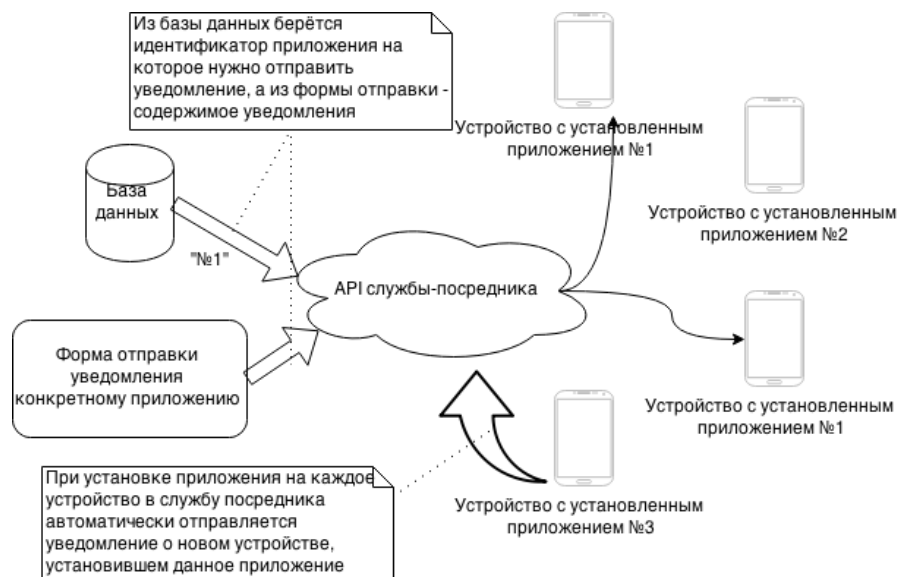 Из базы данных берётся
идентификатор приложения на
которое нужно отправить
уведомление, а из формы отправки -
содержимое уведомления
Устройство с установленным
приложением №1
База
данных
"№1"
Устройство с установленным
приложением №2
API службы-посредника
Форма отправки
уведомления
конкретному приложению
Устройство с установленным
приложением №1
При установке приложения на каждое
устройство в службу посредника
автоматически отправляется
уведомление о новом устройстве,
установившем данное приложение
Устройство с установленным
приложением №3